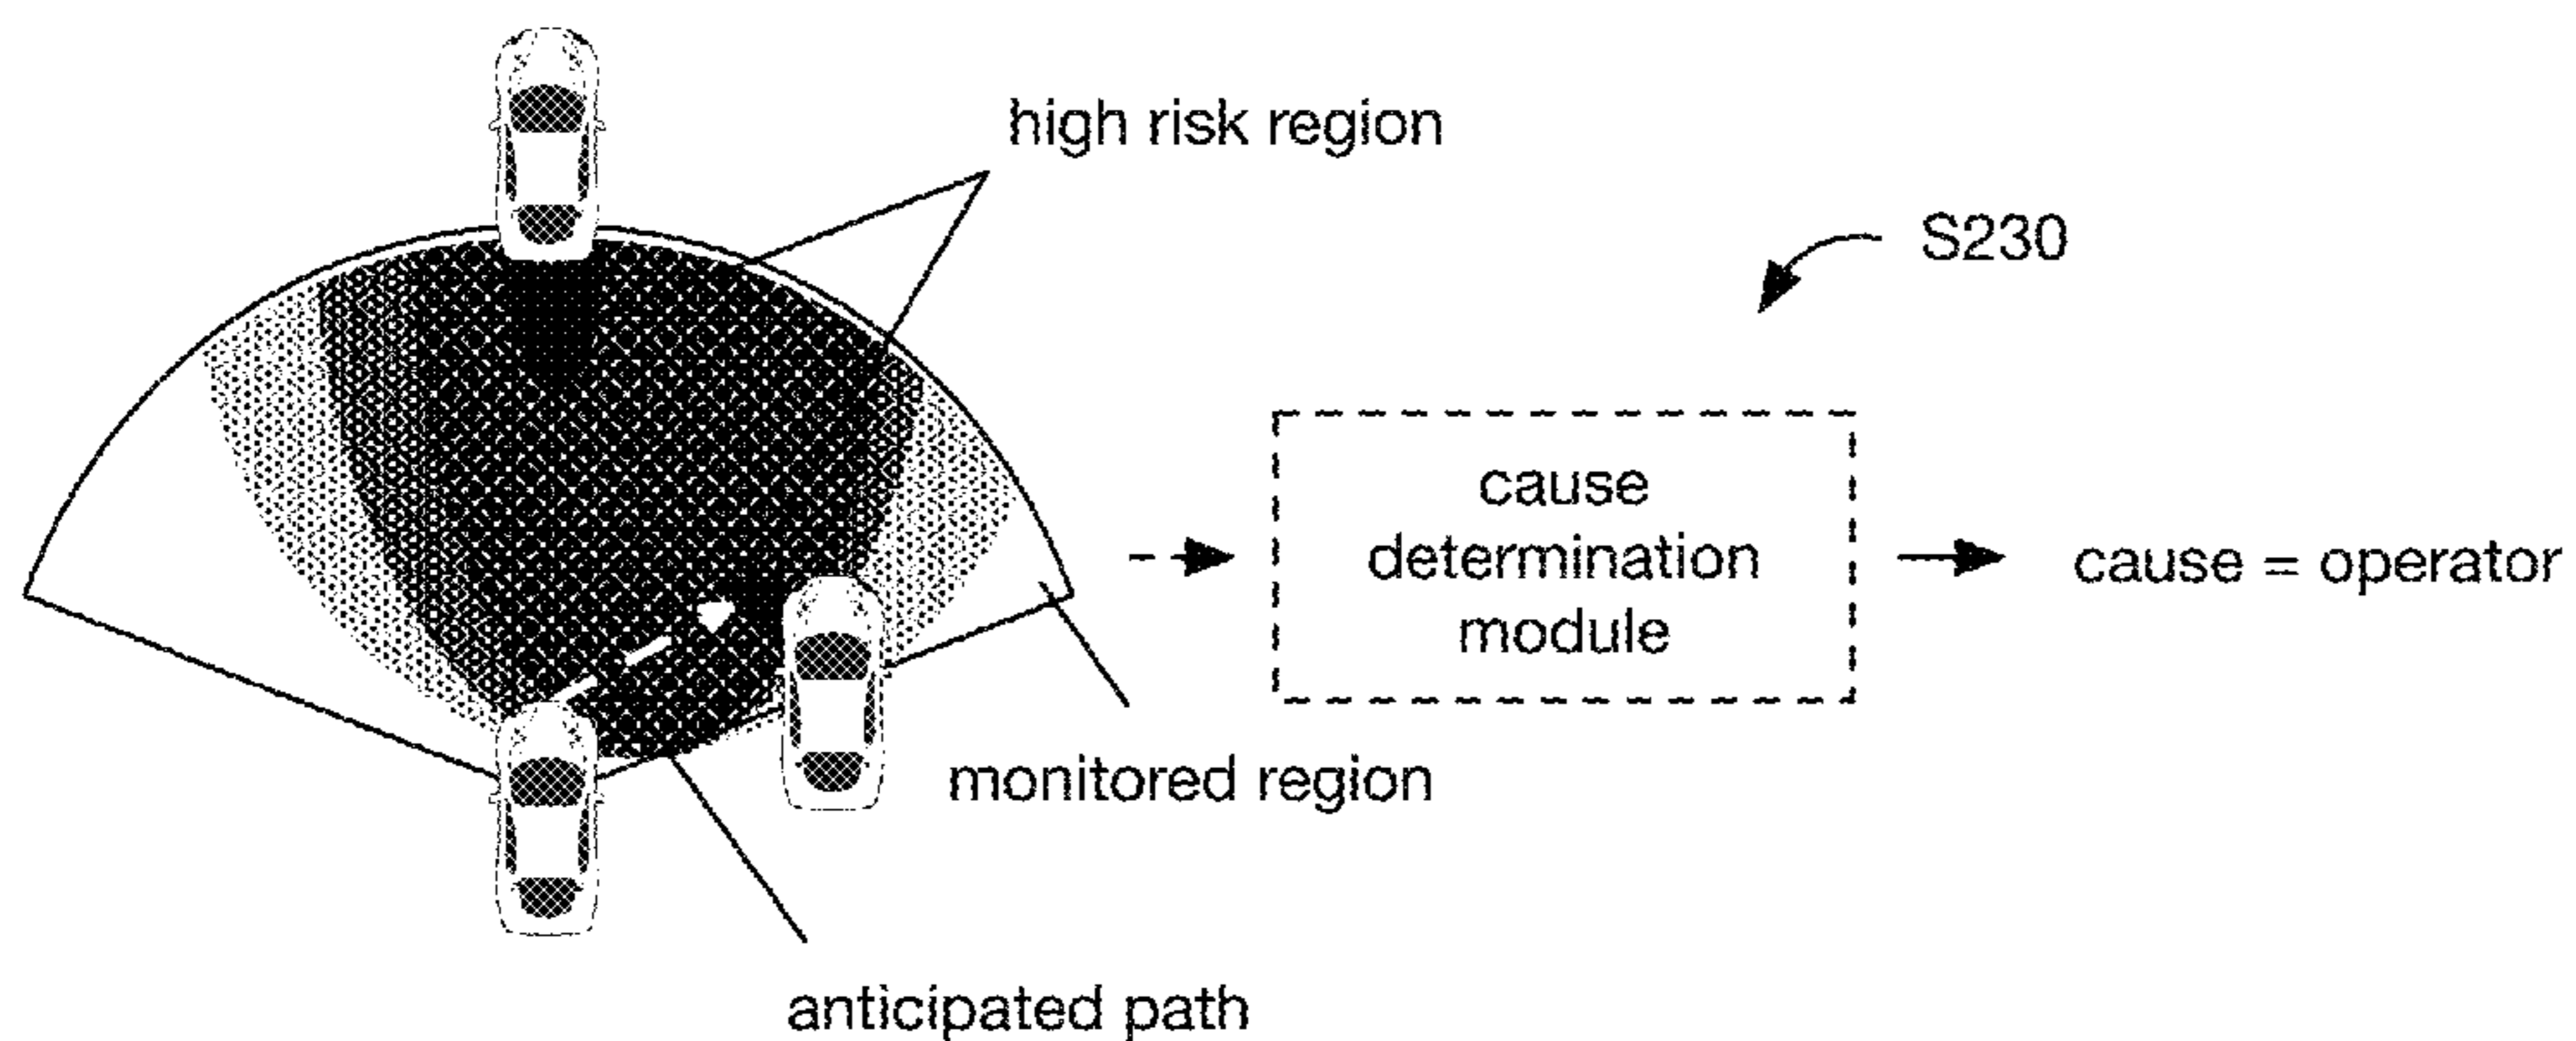 high risk region
S230
cause
determination
module
cause = operator
monitored region
anticipated path